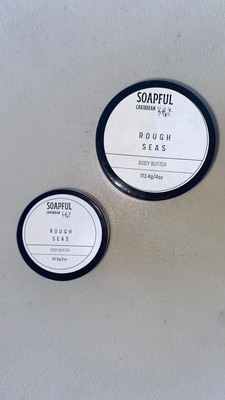 SOAPFUL
CARIBBEAN
ROUGH
SEAS
BODY BUTTER
113.4g/4oz
SOAPFUL
CARIBBEAN
ROUGH
SEAS
BODY BUTTER